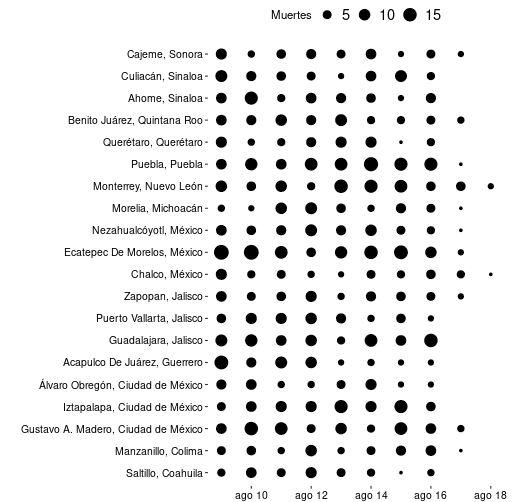 Muertes 5 10 15
Cajeme, Sonora
Culiacán, Sinaloa
Ahome, Sinaloa
Benito Juárez, Quintana Roo
Querétaro, Querétaro
Puebla, Puebla
Monterrey, Nuevo León
Morelia, Michoacán
Nezahualcóyotl, México
Ecatepec De Morelos, México
Chalco, México
Zapopan, Jalisco
Puerto Vallarta, Jalisco
Guadalajara, Jalisco
Acapulco De Juárez, Guerrero
Álvaro Obregón, Ciudad de México
Iztapalapa, Ciudad de México
Gustavo A. Madero, Ciudad de México
Manzanillo, Colima
Saltillo, Coahuila
ago 10 ago 12 ago 14 ago 16 ago 18